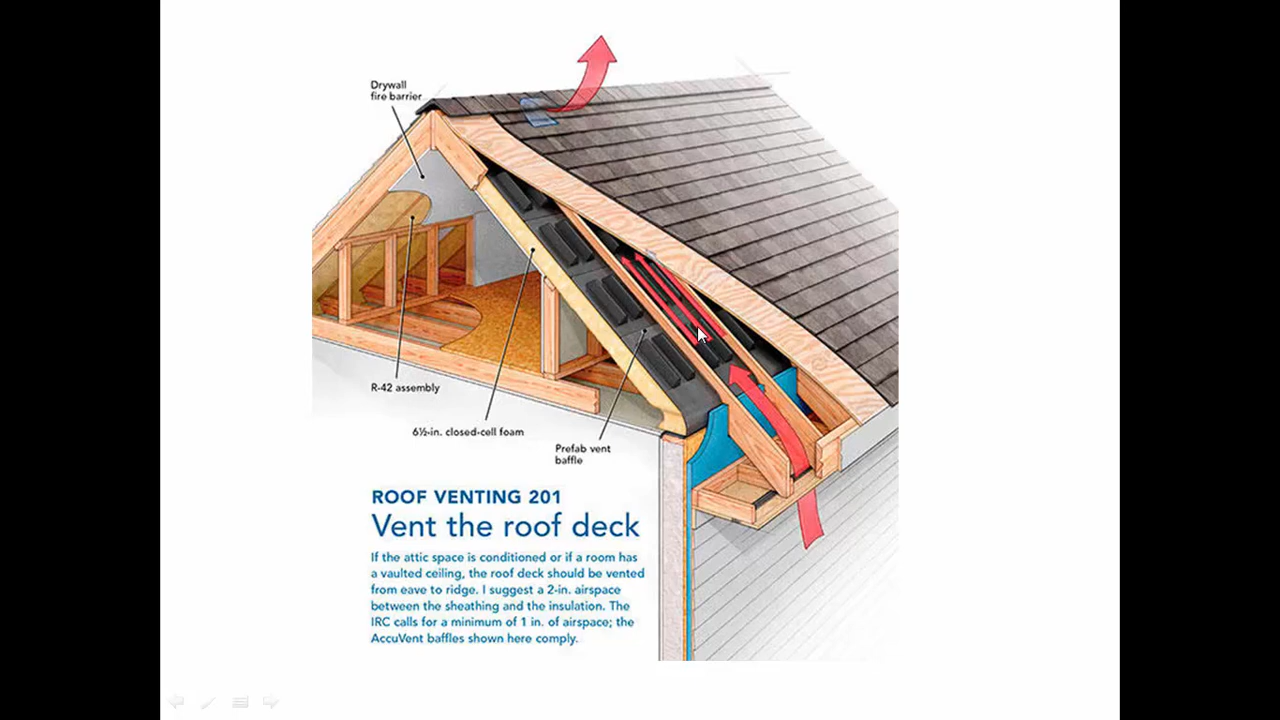 Drywall
fire barrier
R-42 assembly
6½-in. closed-cell foam
Prefab vent
baffle
ROOF VENTING 201
Vent the roof deck
If the attic space is conditioned or if a room has
a vaulted ceiling, the roof deck should be vented
from eave to ridge. I suggest a 2-in. airspace
between the sheathing and the insulation. The
IRC calls for a minimum of 1 in. of airspace; the
AccuVent baffles shown here comply.